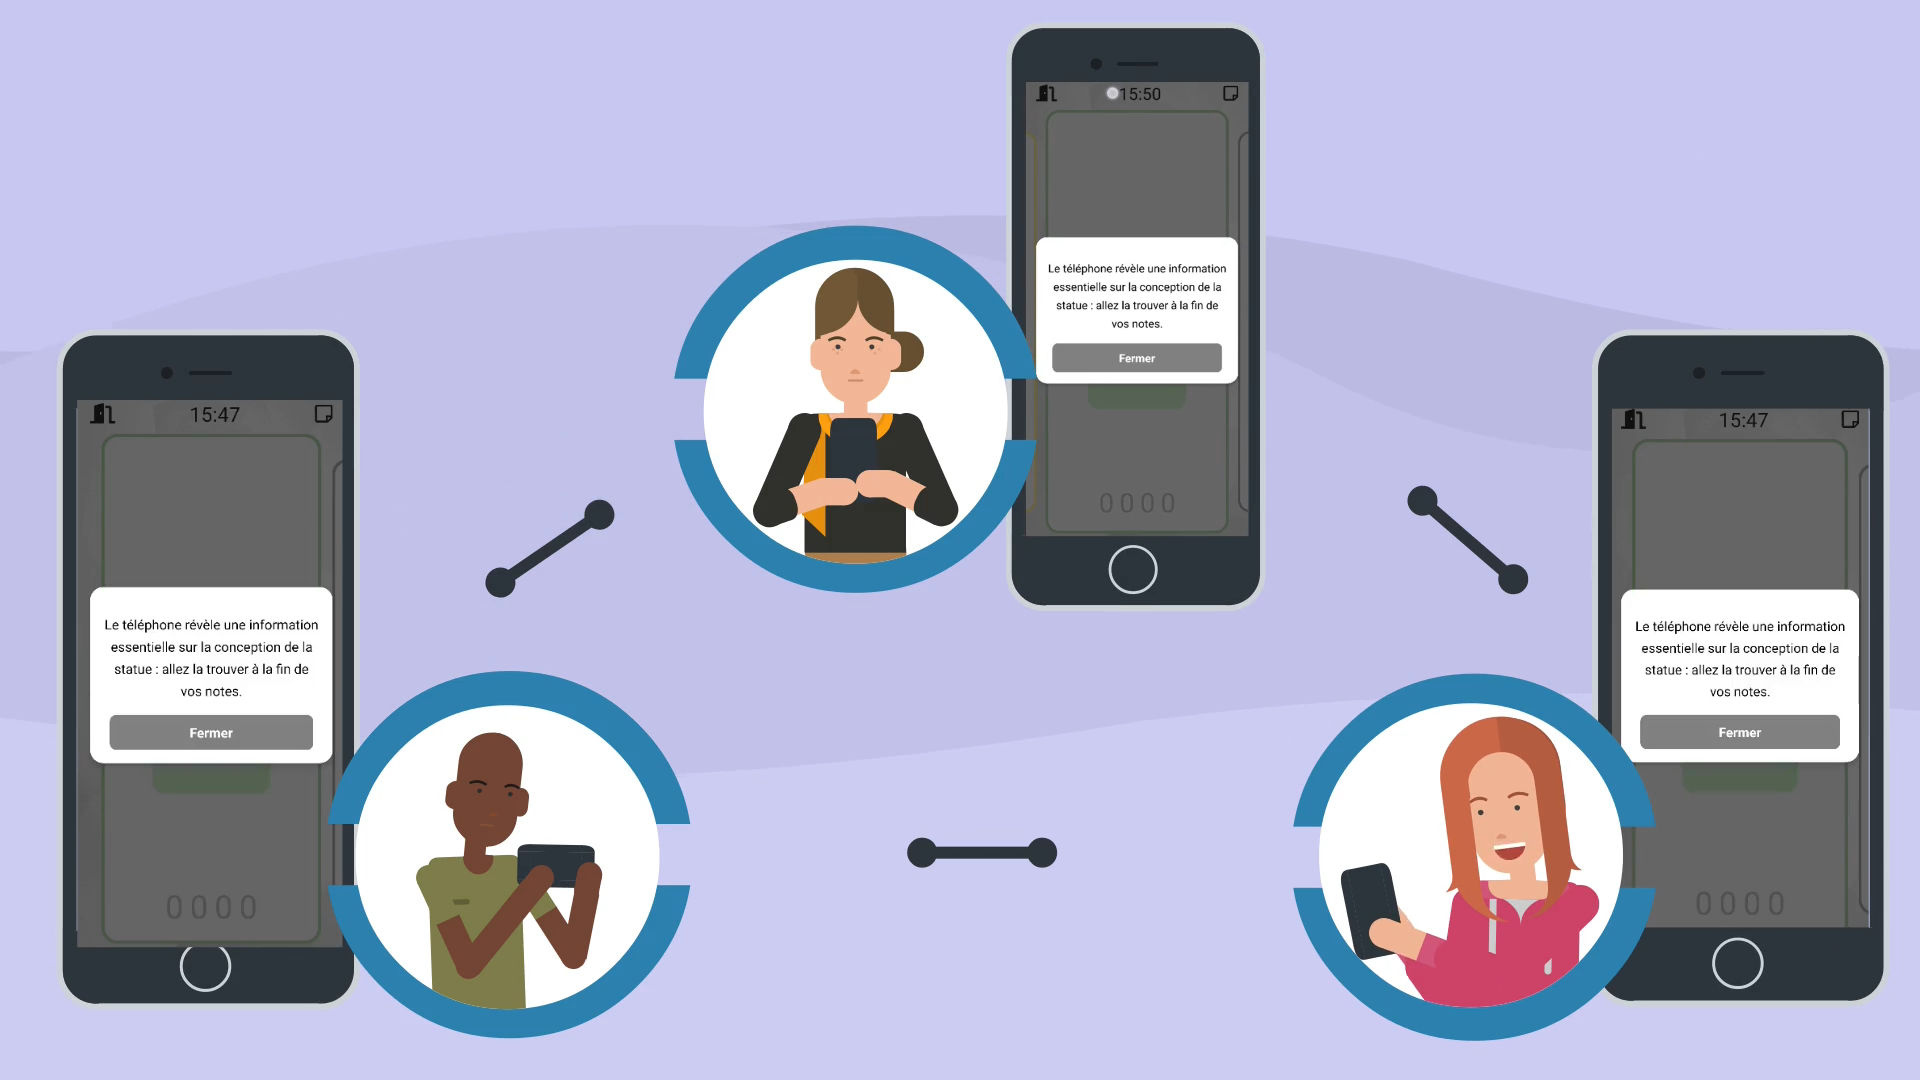 15:50
Le téléphone révèle une information
essentielle sur la conception de la
statue : allez la trouver à la fin de
vos notes.
Fermer
0000
15:47
Le téléphone révèle une information
essentielle sur la conception de la
statue : allez la trouver à la fin de
vos notes.
Fermer
0000
15:47
Le téléphone révèle une information
essentielle sur la conception de la
statue : allez la trouver à la fin de
vos notes.
Fermer
0000